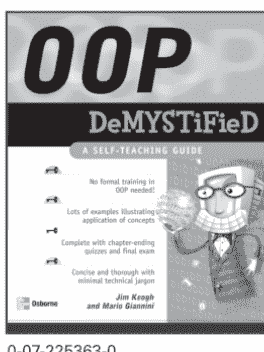 OOP
DeMYSTiFieD
A SELF-TEACHING GUIDE
No formal training in
OOP needed!
Lots of examples illustrating
application of concepts
Complete with chapter-ending
quizzes and final exam
Concise and thorough with
minimal technical jargon
Osborne
Jim Keogh
and Mario Giannini
0-07-225363-0